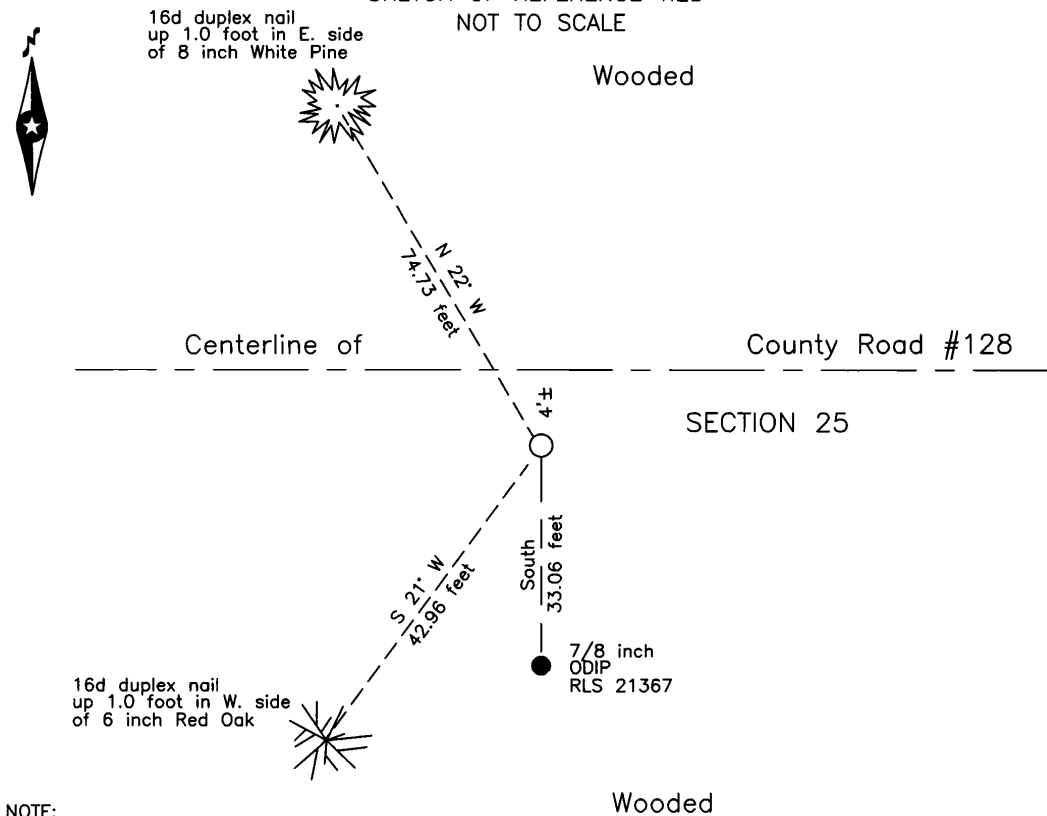 NOT TO SCALE
16d duplex nail
up 1.0 foot in E. side
of 8 inch White Pine
N
Wooded
N 22° W
74.73 feet
Centerline of County Road #128
4'±
SECTION 25
South
33.06 feet
S 21° W
42.96 feet
7/8 inch
ODIP
RLS 21367
16d duplex nail
up 1.0 foot in W. side
of 6 inch Red Oak
Wooded
NOTE: